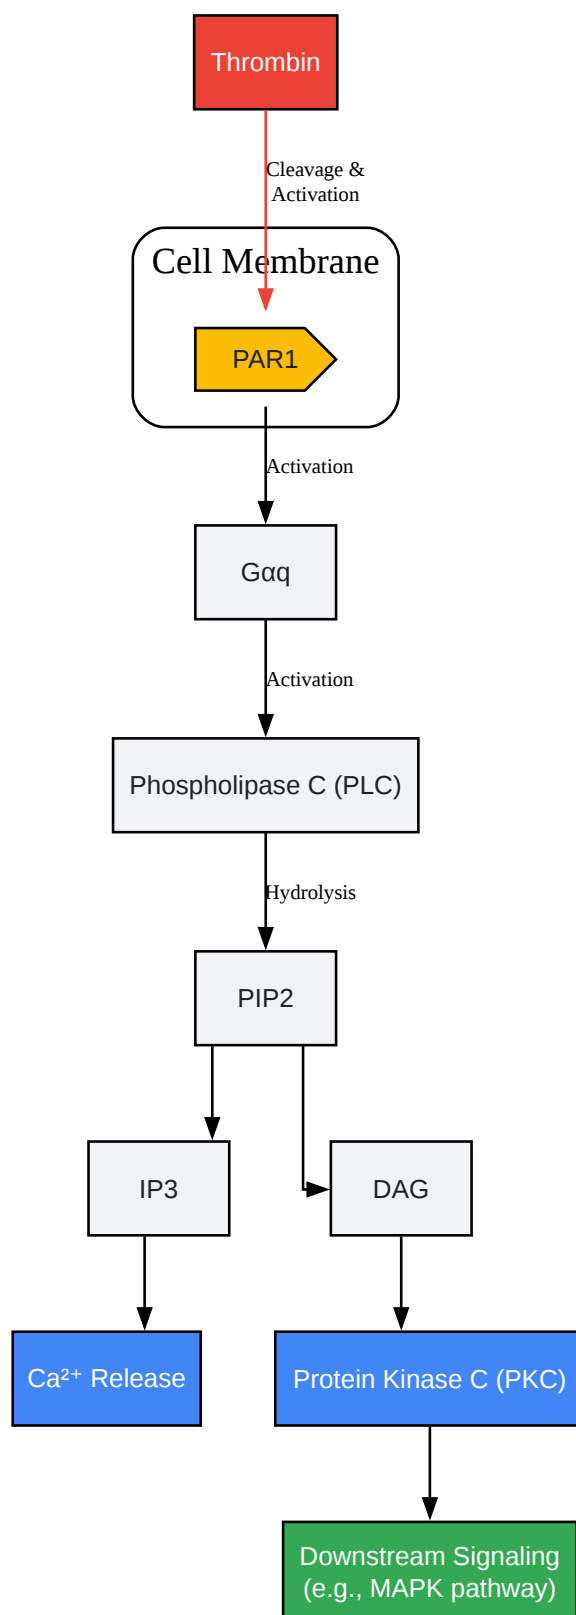 Thrombin
Cleavage &
Activation
Cell Membrane
PAR1
Activation
Gαq
Activation
Phospholipase C (PLC)
Hydrolysis
PIP2
IP3
DAG
Ca²⁺ Release
Protein Kinase C (PKC)
Downstream Signaling
(e.g., MAPK pathway)